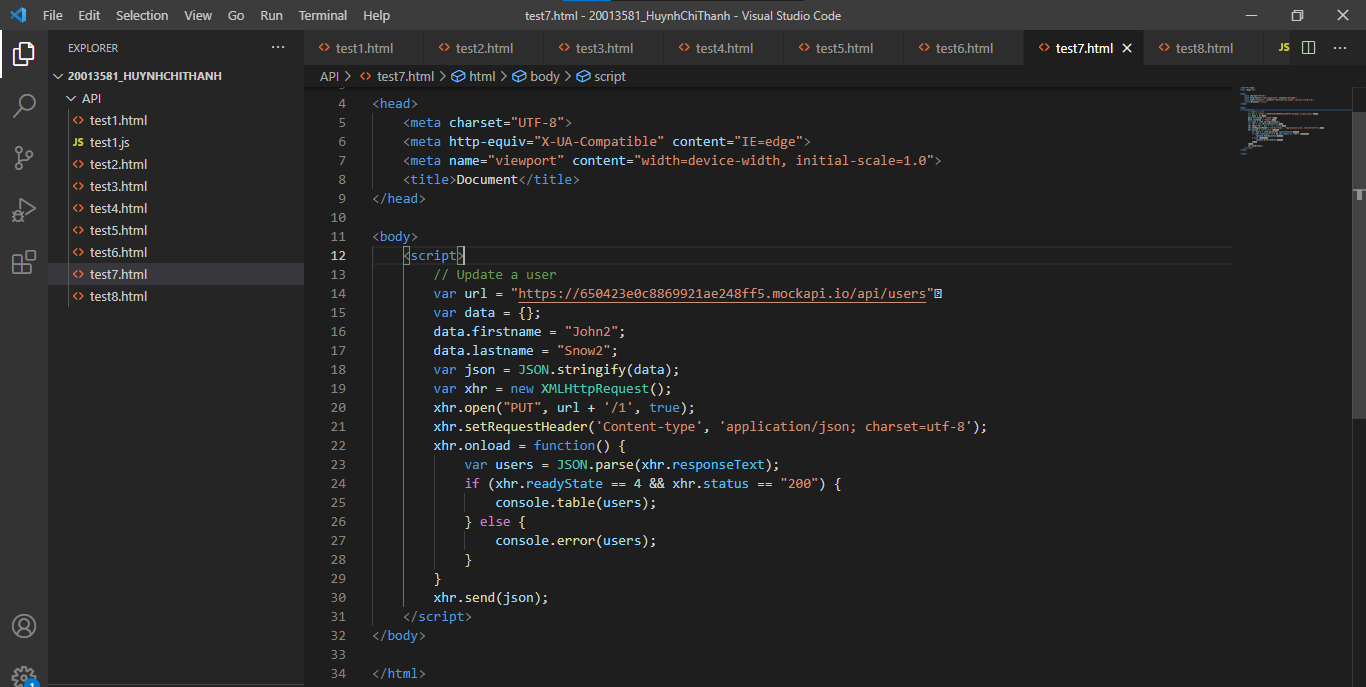 File Edit Selection View Go Run Terminal Help
test7.html - 20013581_HuynhChiThanh - Visual Studio Code
EXPLORER
20013581_HUYNHCHITHANH
API
test1.html
JS test1.js
test2.html
test3.html
test4.html
test5.html
test6.html
test7.html
test8.html
1
test1.html test2.html test3.html test4.html test5.html test6.html test7.html test8.html JS
API > test7.html > html > body > script
4 <head>
5 <meta charset="UTF-8">
6 <meta http-equiv="X-UA-Compatible" content="IE=edge">
7 <meta name="viewport" content="width=device-width, initial-scale=1.0">
8 <title>Document</title>
9 </head>
10
11 <body>
12 <script>
13 // Update a user
14 var url = "https://650423e0c8869921ae248ff5.mockapi.io/api/users"
15 var data = {};
16 data.firstname = "John2";
17 data.lastname = "Snow2";
18 var json = JSON.stringify(data);
19 var xhr = new XMLHttpRequest();
20 xhr.open("PUT", url + '/1', true);
21 xhr.setRequestHeader('Content-type', 'application/json; charset=utf-8');
22 xhr.onload = function() {
23 var users = JSON.parse(xhr.responseText);
24 if (xhr.readyState == 4 && xhr.status == "200") {
25 console.table(users);
26 } else {
27 console.error(users);
28 }
29 }
30 xhr.send(json);
31 </script>
32 </body>
33
34 </html>